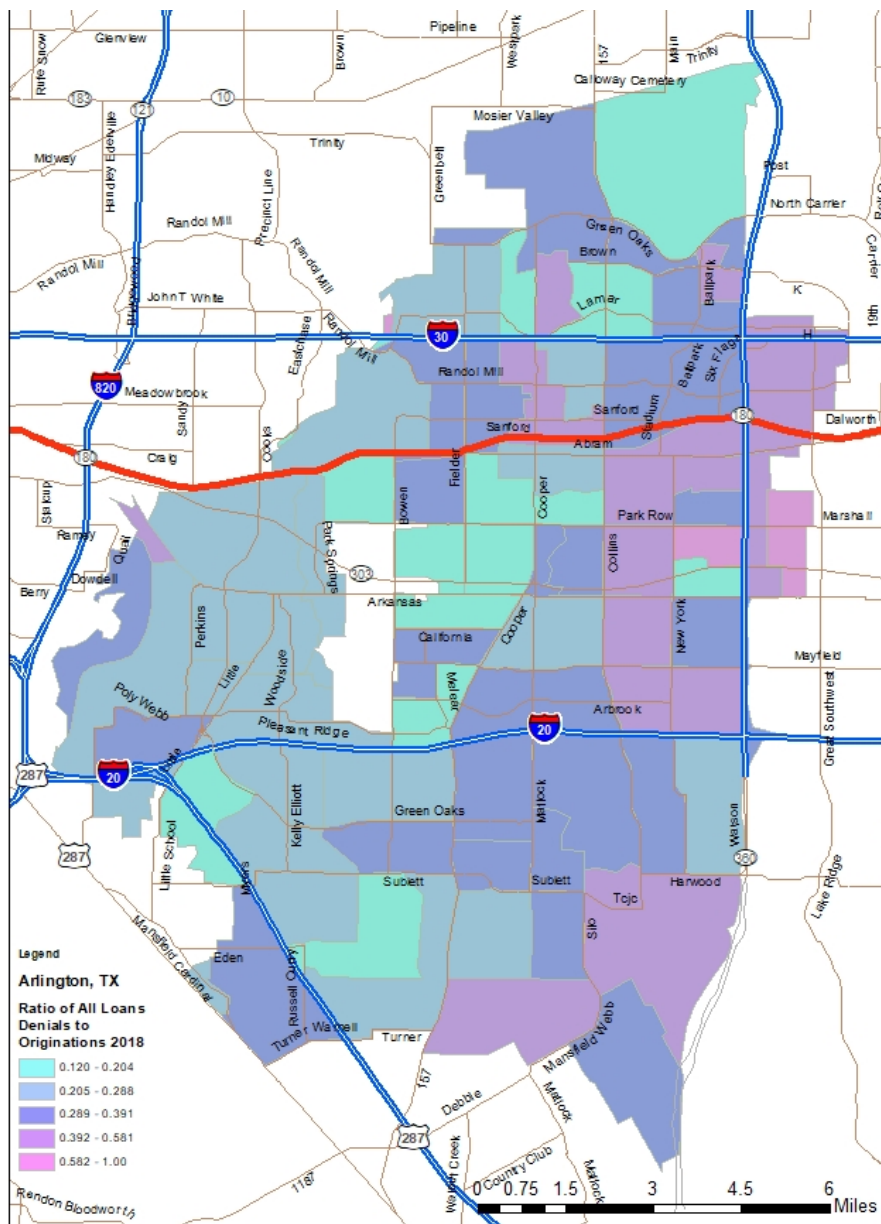 Pipeline
Glenview
Rufe Snow
Brown
Westpark
157
Main
Trinity
Calloway Cemetery
183
10
121
Mosier Valley
Handley Ederville
Midway
Trinity
Greenbelt
Precinct Line
Post
North Carrier
Randol Mill
Randol Mill
Randol Mill
Green Oaks
Brown
Carrier
Bridgewood
John T White
Lamar
Ballpark
K
19th
Eastchase
Randol Mill
30
H
820
Meadowbrook
Randol Mill
Ballpark
Six Flags
Sandy
Sanford
Stadium
180
Dalworth
Sanford
Abram
Craig
180
Cooks
Fielder
Stalcup
Bowen
Cooper
Park Row
Marshall
Ramey
Quail
Park Springs
Collins
303
Berry
Dowdell
Arkansas
Perkins
California
Cooper
New York
Mayfield
Little
Woodside
Melear
Poly Webb
Arbrook
Pleasant Ridge
20
Great Southwest
287
20
Kelly Elliott
Green Oaks
Matlock
Watson
287
Little School
360
Sublett
Sublett
Harwood
Tcjc
Lake Ridge
Silo
Mansfield Cardinal
Eden
Russell Curry
Turner Warnell
Turner
Mansfield Webb
157
Debbie
Matlock
287
Walnut Creek
Country Club
Matlock
1187
Rendon Bloodworth
Legend
Arlington, TX
Ratio of All Loans
Denials to
Originations 2018
0.120 - 0.204
0.205 - 0.288
0.289 - 0.391
0.392 - 0.581
0.582 - 1.00
0 0.75 1.5 3 4.5 6
Miles